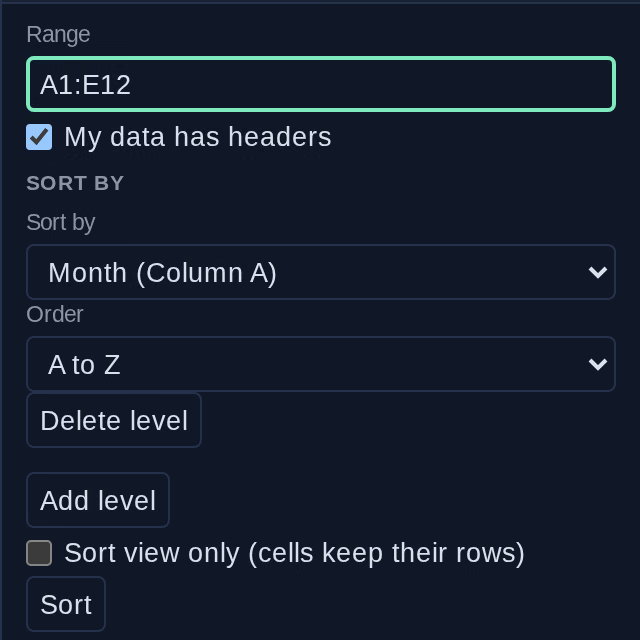 Range
A1:E12
My data has headers
SORT BY
Sort by
Month (Column A)
Order
A to Z
Delete level
Add level
Sort view only (cells keep their rows)
Sort